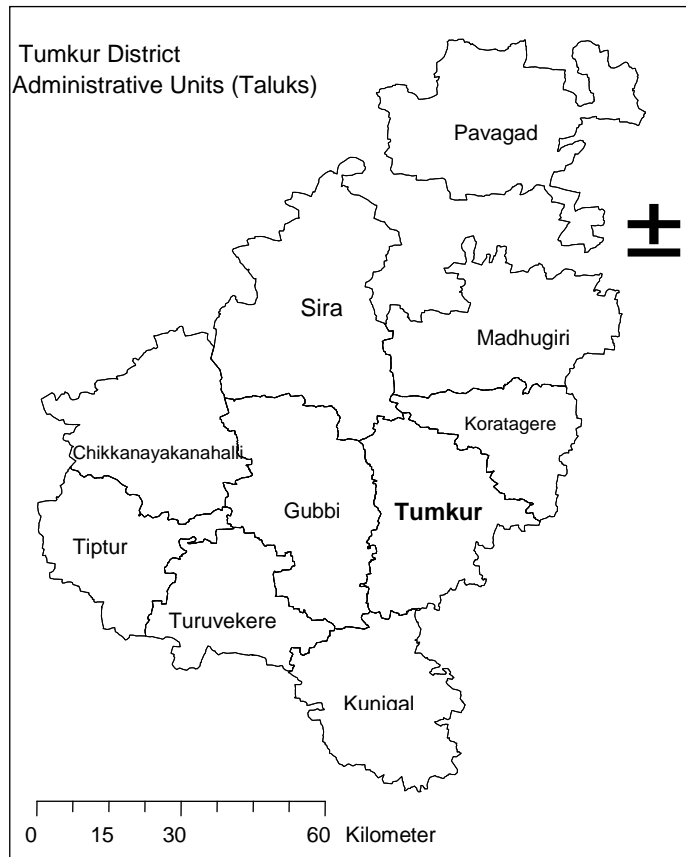 Tumkur District
Administrative Units (Taluks)
Pavagad
Sira
Madhugiri
Koratagere
Chikkanayakanahalli
Gubbi
Tumkur
Tiptur
Turuvekere
Kunigal
0 15 30 60 Kilometer